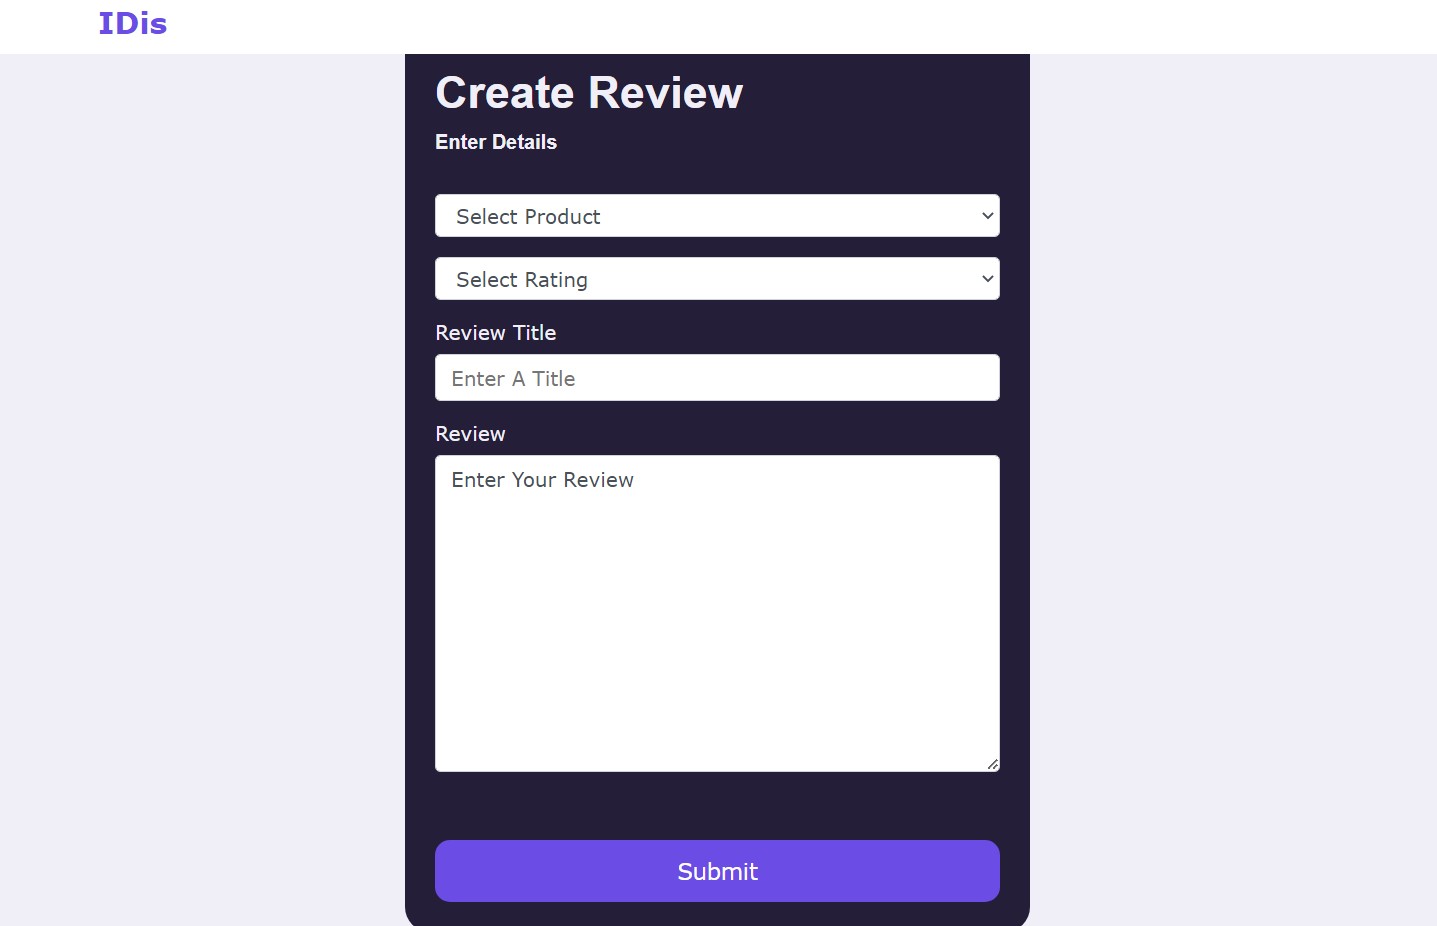 IDis
Create Review
Enter Details
Select Product
Select Rating
Review Title
Enter A Title
Review
Enter Your Review
Submit